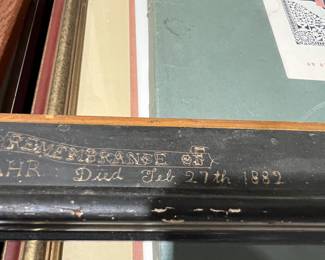 REMEMBRANCE OF
AHR Died Feb 27th 1882